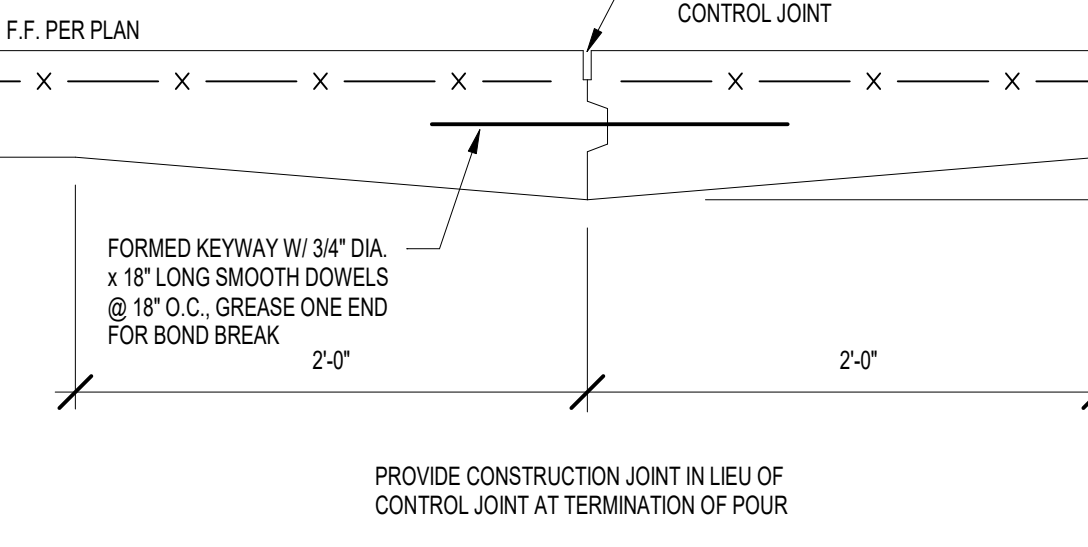 CONTROL JOINT
F.F. PER PLAN
X X X X X X X
FORMED KEYWAY W/ 3/4" DIA.
x 18" LONG SMOOTH DOWELS
@ 18" O.C., GREASE ONE END
FOR BOND BREAK
2'-0" 2'-0"
PROVIDE CONSTRUCTION JOINT IN LIEU OF
CONTROL JOINT AT TERMINATION OF POUR